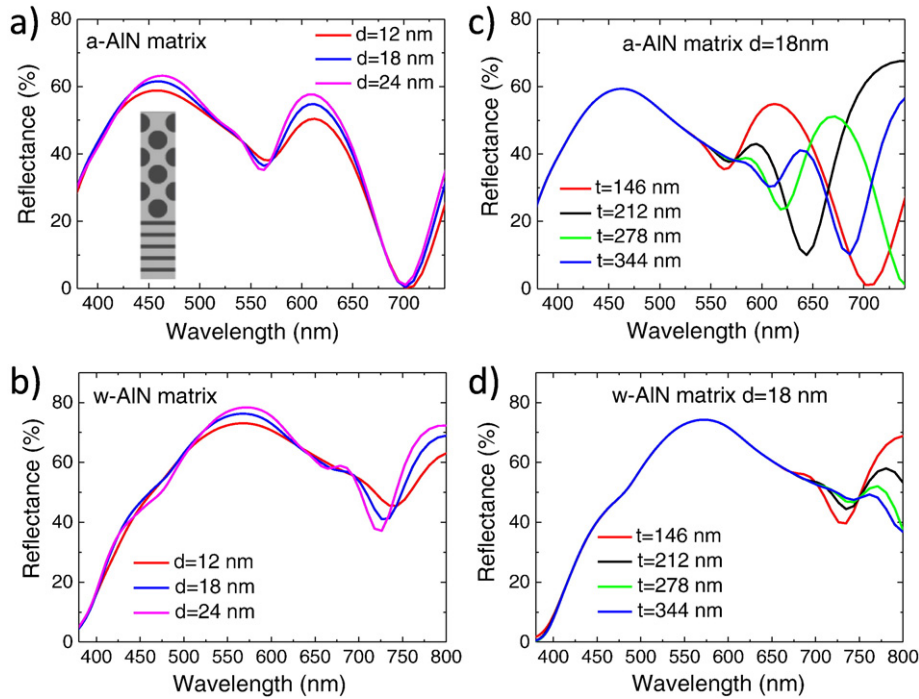 a)
a-AlN matrix
d=12 nm
d=18 nm
d=24 nm
80
60
40
20
0
Reflectance (%)
400 450 500 550 600 650 700
Wavelength (nm)
c)
a-AlN matrix d=18nm
t=146 nm
t=212 nm
t=278 nm
t=344 nm
80
60
40
20
0
Reflectance (%)
400 450 500 550 600 650 700
Wavelength (nm)
b)
w-AlN matrix
d=12 nm
d=18 nm
d=24 nm
80
60
40
20
0
Reflectance (%)
400 450 500 550 600 650 700 750 800
Wavelength (nm)
d)
w-AlN matrix d=18 nm
t=146 nm
t=212 nm
t=278 nm
t=344 nm
80
60
40
20
0
Reflectance (%)
400 450 500 550 600 650 700 750 800
Wavelength (nm)